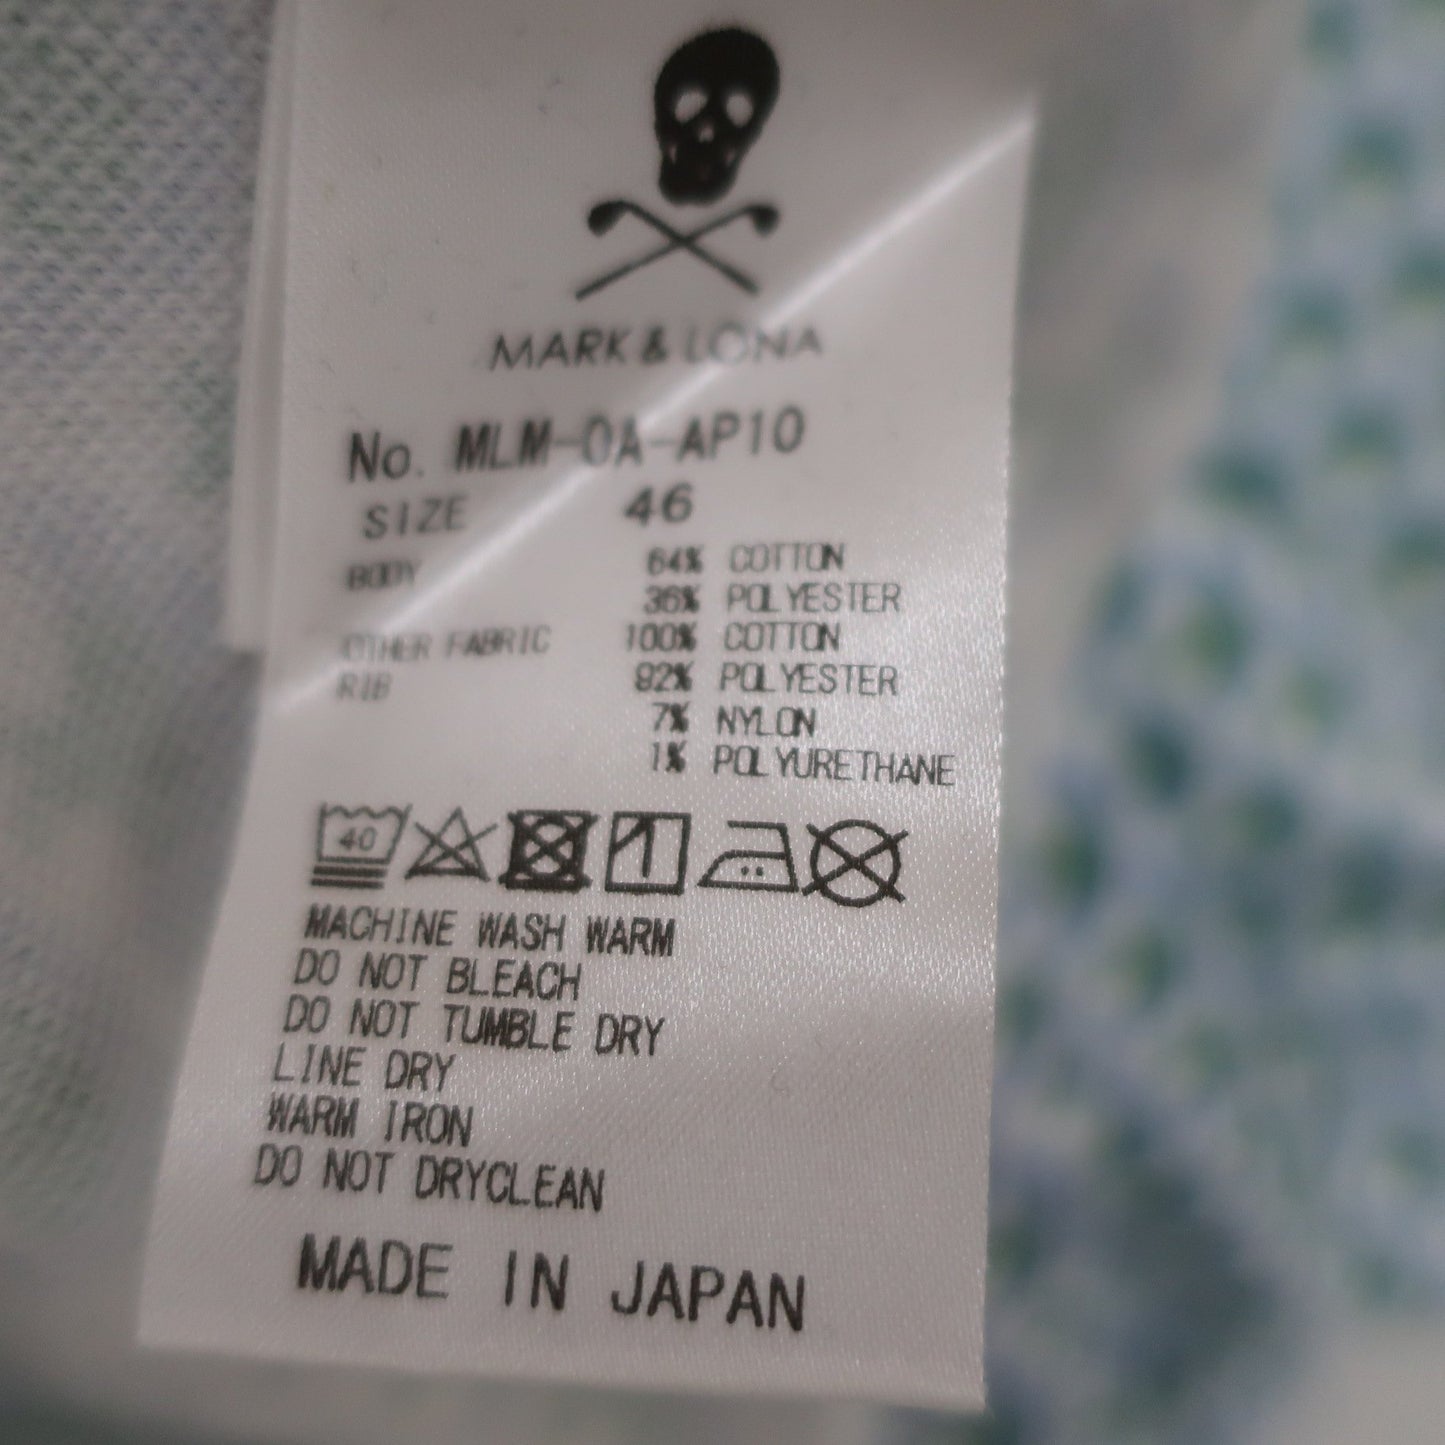 MARK & LONA
No. MLM-0A-AP10
SIZE 46
BODY 64% COTTON
36% POLYESTER
OTHER FABRIC 100% COTTON
RIB 92% POLYESTER
7% NYLON
1% POLYURETHANE
40
MACHINE WASH WARM
DO NOT BLEACH
DO NOT TUMBLE DRY
LINE DRY
WARM IRON
DO NOT DRYCLEAN
MADE IN JAPAN